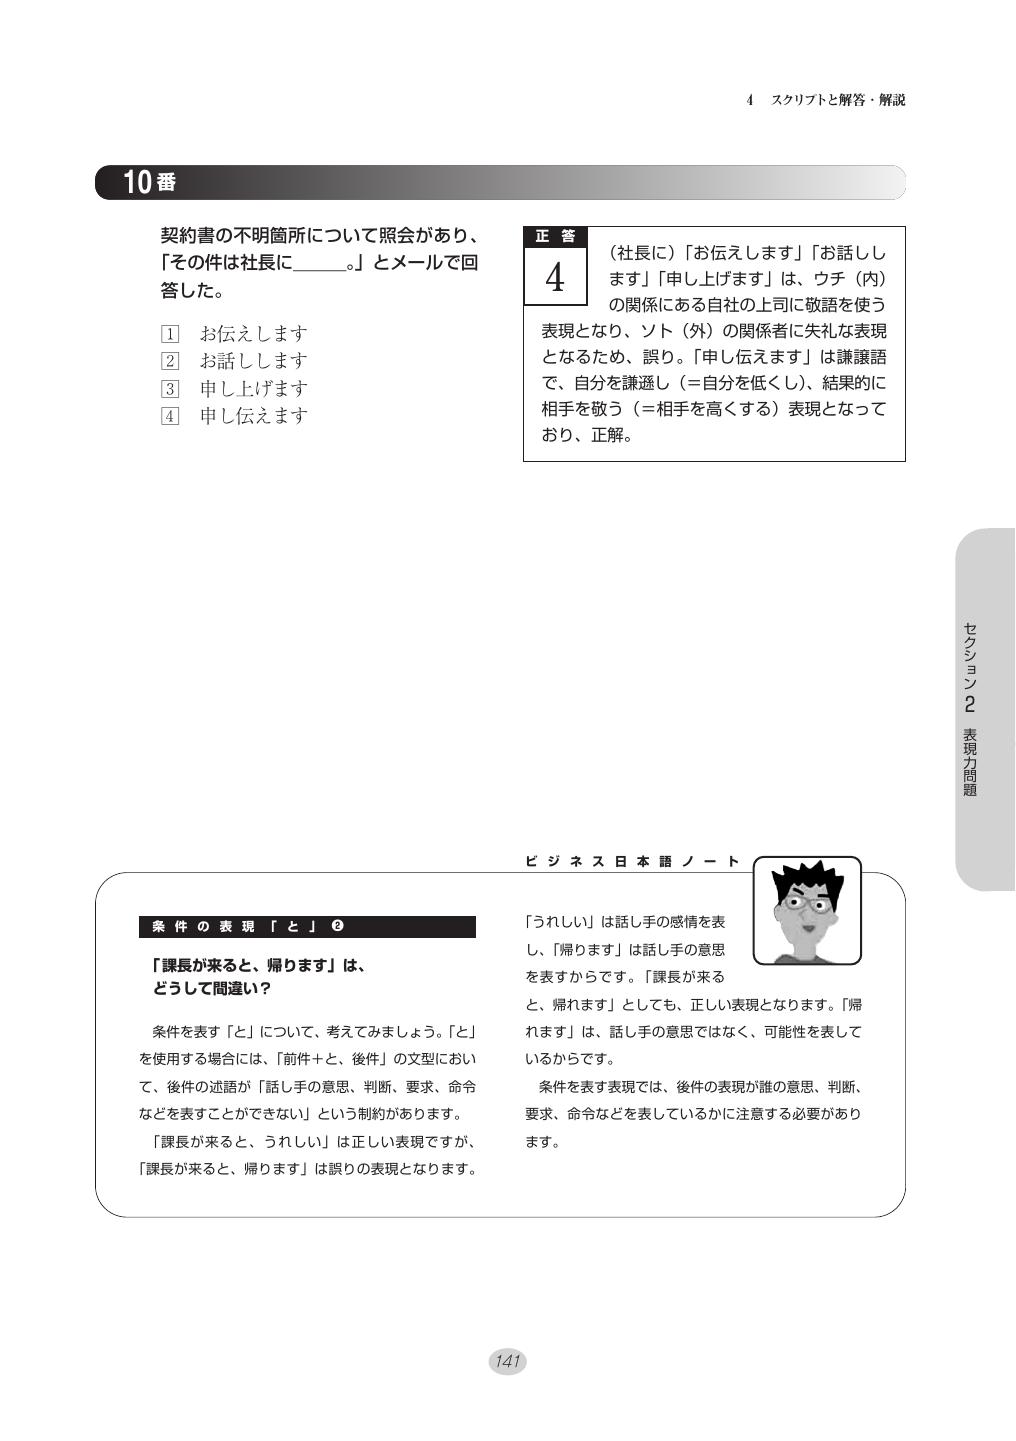 4　スクリプトと解答・解説
10番
契約書の不明箇所について照会があり、
「その件は社長に______。」とメールで回
答した。
1　お伝えします
2　お話しします
3　申し上げます
4　申し伝えます
正答
4
（社長に）「お伝えします」「お話しし
ます」「申し上げます」は、ウチ（内）
の関係にある自社の上司に敬語を使う
表現となり、ソト（外）の関係者に失礼な表現
となるため、誤り。「申し伝えます」は謙譲語
で、自分を謙遜し（＝自分を低くし）、結果的に
相手を敬う（＝相手を高くする）表現となって
おり、正解。
セクション2　表現力問題
ビジネス日本語ノート
条件の表現「と」❷
「課長が来ると、帰ります」は、
どうして間違い？
条件を表す「と」について、考えてみましょう。「と」
を使用する場合には、「前件＋と、後件」の文型におい
て、後件の述語が「話し手の意思、判断、要求、命令
などを表すことができない」という制約があります。
「課長が来ると、うれしい」は正しい表現ですが、
「課長が来ると、帰ります」は誤りの表現となります。
「うれしい」は話し手の感情を表
し、「帰ります」は話し手の意思
を表すからです。「課長が来る
と、帰れます」としても、正しい表現となります。「帰
れます」は、話し手の意思ではなく、可能性を表して
いるからです。
条件を表す表現では、後件の表現が誰の意思、判断、
要求、命令などを表しているかに注意する必要があり
ます。
141